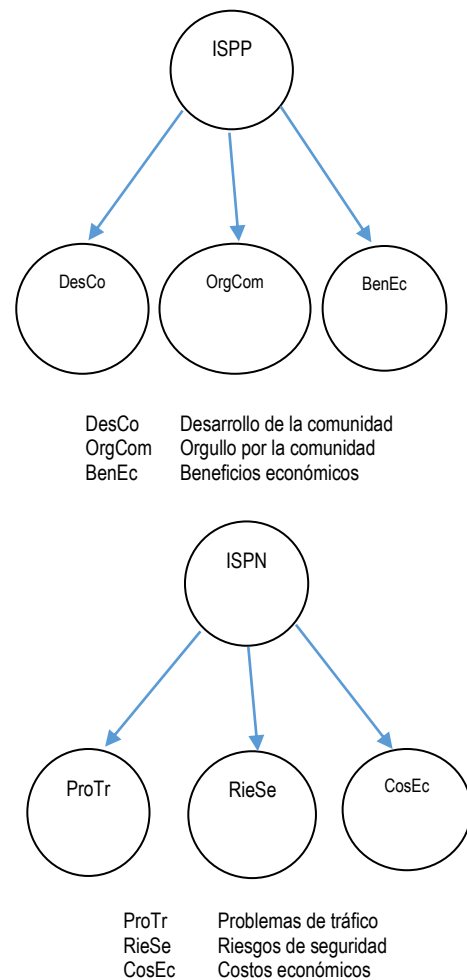 ISPP
DesCo OrgCom BenEc
DesCo Desarrollo de la comunidad
OrgCom Orgullo por la comunidad
BenEc Beneficios económicos
ISPN
ProTr RieSe CosEc
ProTr Problemas de tráfico
RieSe Riesgos de seguridad
CosEc Costos económicos